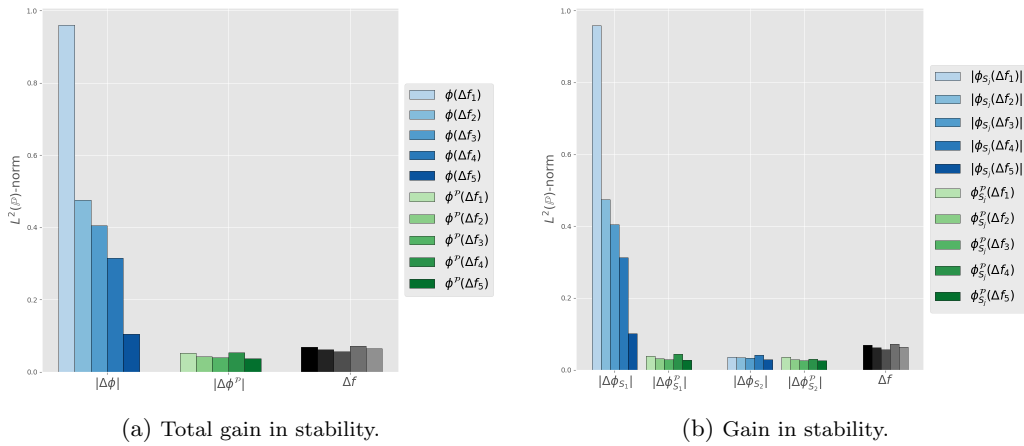 1.0
0.8
0.6
0.4
0.2
0.0
L²(ℙ)-norm
|Δϕ|
|Δϕ^𝒫|
Δf
ϕ(Δf₁)
ϕ(Δf₂)
ϕ(Δf₃)
ϕ(Δf₄)
ϕ(Δf₅)
ϕ^𝒫(Δf₁)
ϕ^𝒫(Δf₂)
ϕ^𝒫(Δf₃)
ϕ^𝒫(Δf₄)
ϕ^𝒫(Δf₅)
(a) Total gain in stability.
1.0
0.8
0.6
0.4
0.2
0.0
L²(ℙ)-norm
|Δϕ_{S₁}|
|Δϕ^𝒫_{S₁}|
|Δϕ_{S₂}|
|Δϕ^𝒫_{S₂}|
Δf
|ϕ_{S_j}(Δf₁)|
|ϕ_{S_j}(Δf₂)|
|ϕ_{S_j}(Δf₃)|
|ϕ_{S_j}(Δf₄)|
|ϕ_{S_j}(Δf₅)|
ϕ^𝒫_{S_j}(Δf₁)
ϕ^𝒫_{S_j}(Δf₂)
ϕ^𝒫_{S_j}(Δf₃)
ϕ^𝒫_{S_j}(Δf₄)
ϕ^𝒫_{S_j}(Δf₅)
(b) Gain in stability.